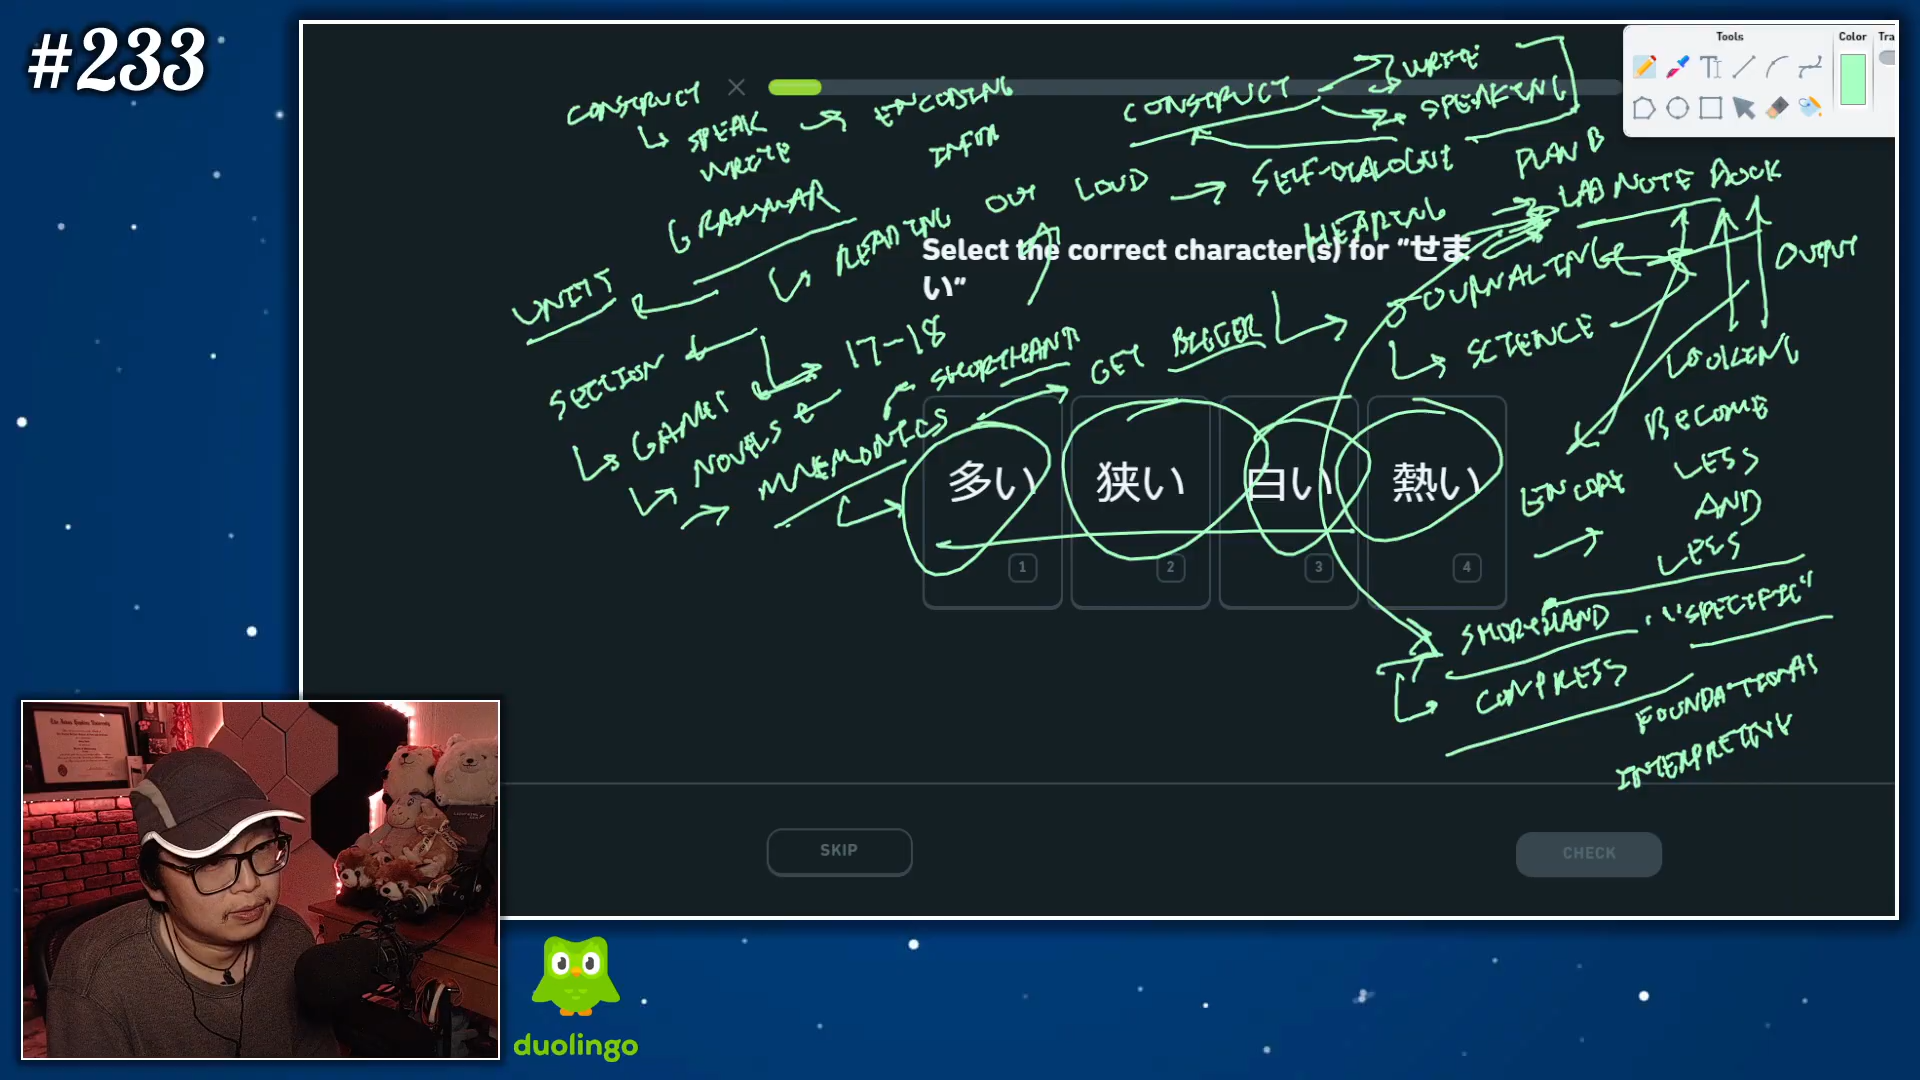 #233
Tools
Color
CONSTRUCT
SPEAK
WRITE
ENCODING
INFOR
CONSTRUCT
WRITE
SPEAKING
PLAN B
GRAMMAR
READING OUT LOUD
SELF-DIALOGUE
LAB NOTE BOOK
HEARING
Select the correct character(s) for "せま
い"
JOURNALING
OUTPUT
UNITS
SECTION
17-18
SHORTHAND
GET BIGGER
SCIENCE
LOOKING
GAMES
NOVELS
MNEMONICS
BECOME
LESS
AND
LESS
ENCODE
多い
狭い
白い
熱い
1
2
3
4
SHORTHAND
"SPECIFIC"
COMPRESS
FOUNDATIONAL
INTERPRETING
SKIP
CHECK
duolingo